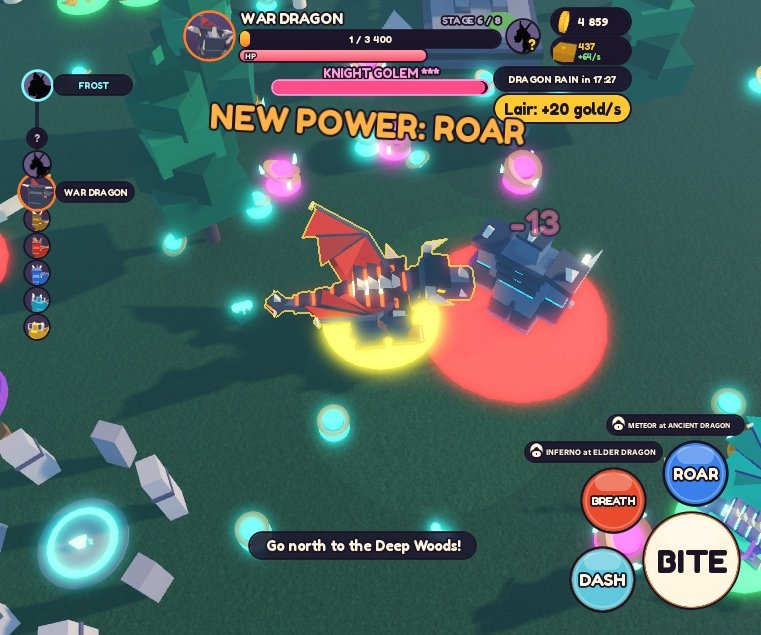 WAR DRAGON
STAGE 6 / 8
1 / 3 400
HP
?
4 859
437
+64/s
KNIGHT GOLEM ***
DRAGON RAIN in 17:27
Lair: +20 gold/s
NEW POWER: ROAR
FROST
?
WAR DRAGON
-13
METEOR at ANCIENT DRAGON
INFERNO at ELDER DRAGON
ROAR
BREATH
BITE
DASH
Go north to the Deep Woods!